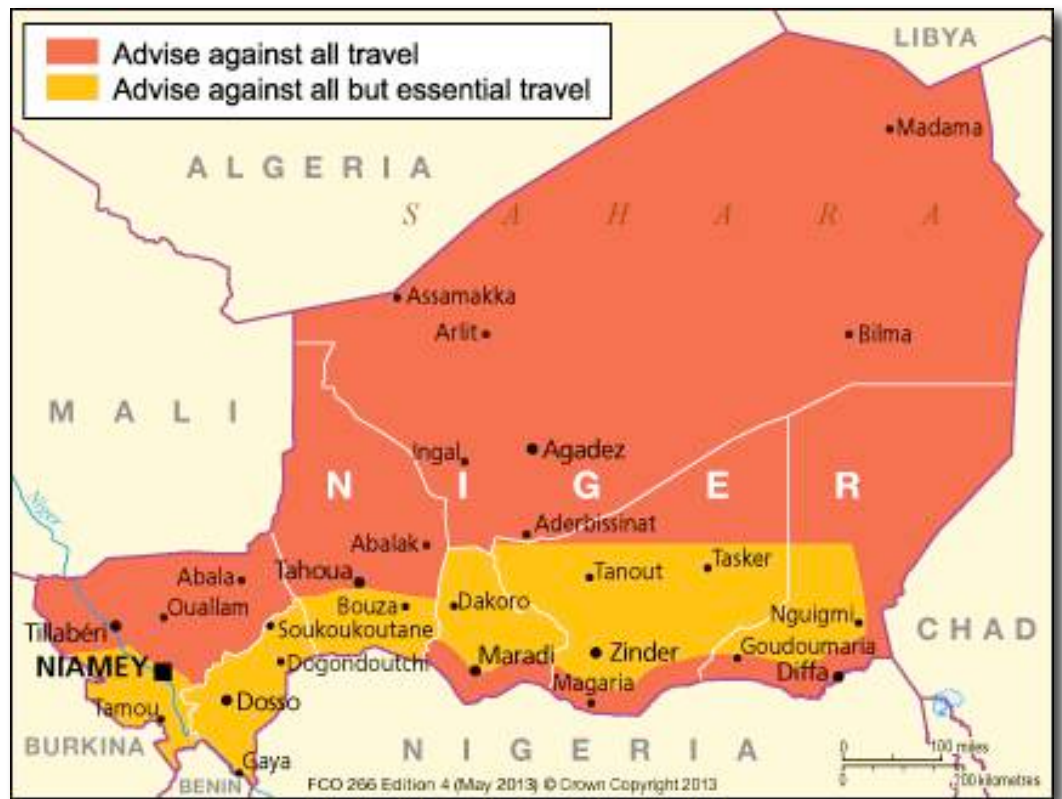 Advise against all travel
Advise against all but essential travel
LIBYA
Madama
ALGERIA
SAHARA
Assamakka
Arlit
Bilma
MALI
Ingal
Agadez
NIGER
Niger
Aderbissinat
Abalak
Tasker
Abala
Tahoua
Tanout
Ouallam
Bouza
Dakoro
Nguigmi
Tillabéri
Soukoukoutane
CHAD
NIAMEY
Dogondoutchi
Maradi
Zinder
Goudoumaria
Diffa
Magaria
Tamou
Dosso
BURKINA
NIGERIA
Gaya
BENIN
0 100 miles
0 200 kilometres
FCO 266 Edition 4 (May 2013) © Crown Copyright 2013